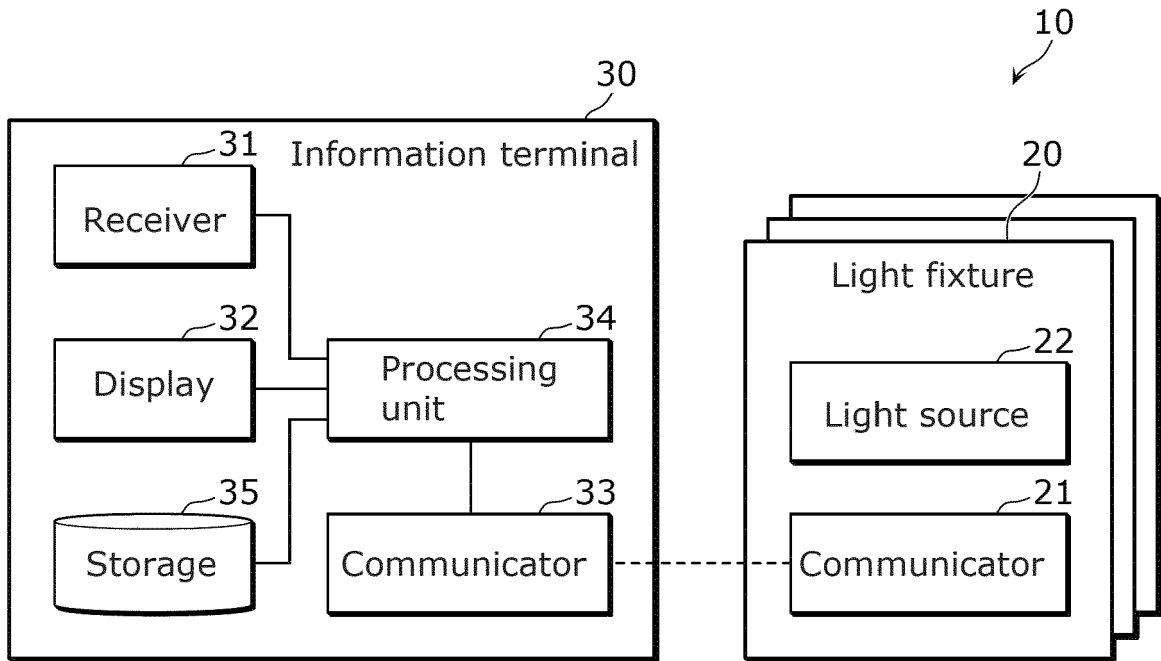 10
30
Information terminal
31
Receiver
20
Light fixture
32
Display
34
Processing
unit
22
Light source
35
Storage
33
Communicator
21
Communicator